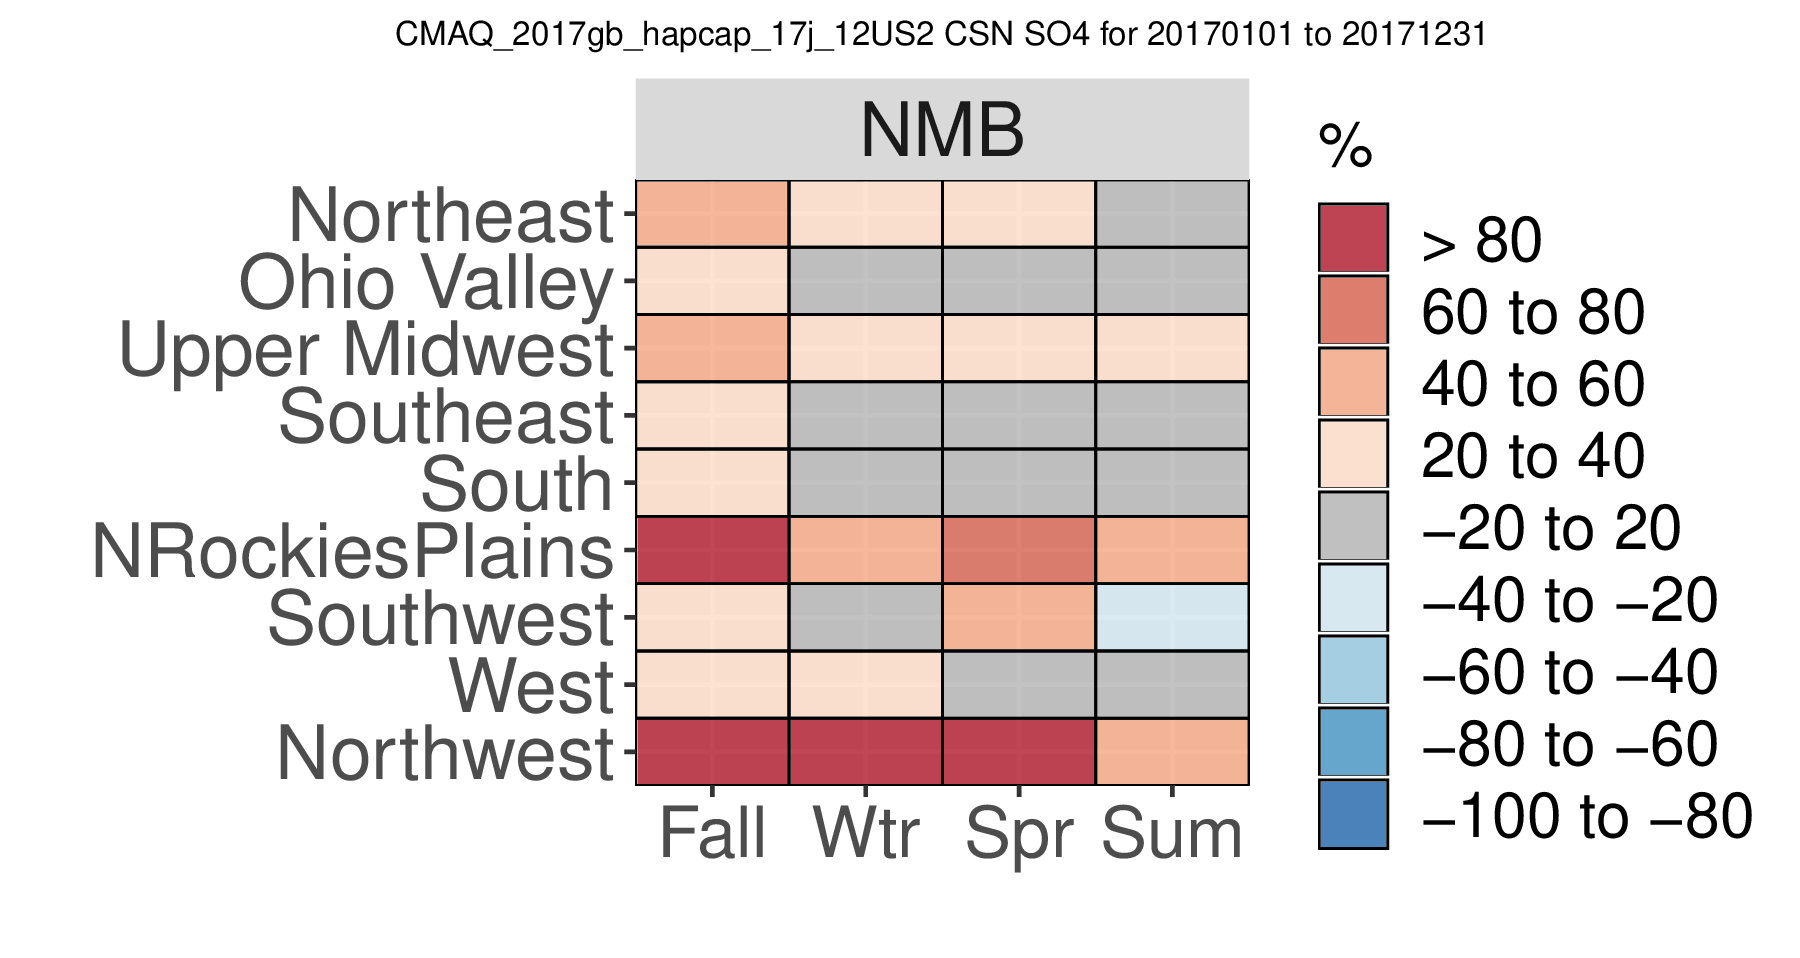 CMAQ_2017gb_hapcap_17j_12US2 CSN SO4 for 20170101 to 20171231
NMB
Northeast
Ohio Valley
Upper Midwest
Southeast
South
NRockiesPlains
Southwest
West
Northwest
Fall Wtr Spr Sum
%
> 80
60 to 80
40 to 60
20 to 40
−20 to 20
−40 to −20
−60 to −40
−80 to −60
−100 to −80